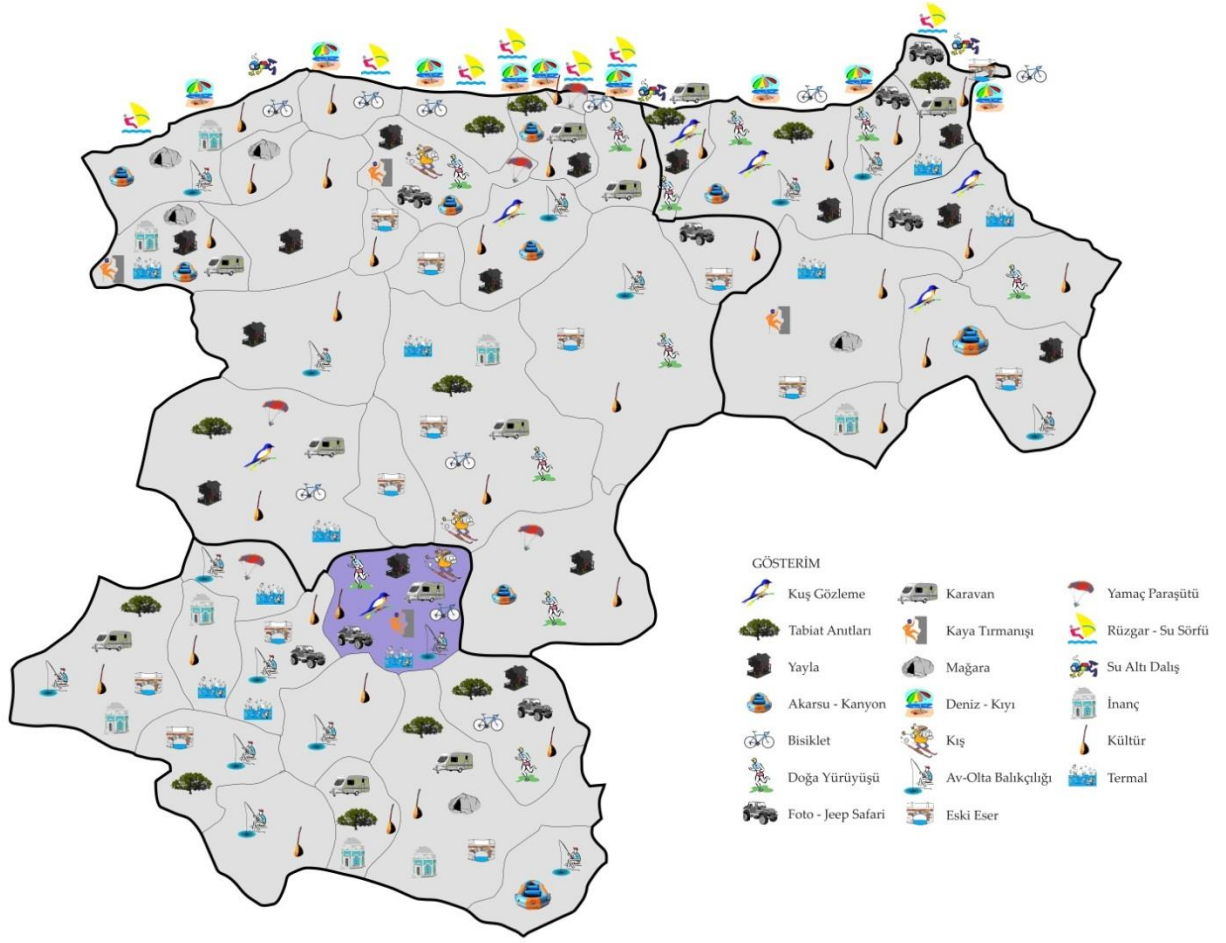 GÖSTERİM
Kuş Gözleme
Tabiat Anıtları
Yayla
Akarsu - Kanyon
Bisiklet
Doğa Yürüyüşü
Foto - Jeep Safari
Karavan
Kaya Tırmanışı
Mağara
Deniz - Kıyı
Kış
Av-Olta Balıkçılığı
Eski Eser
Yamaç Paraşütü
Rüzgar - Su Sörfü
Su Altı Dalış
İnanç
Kültür
Termal